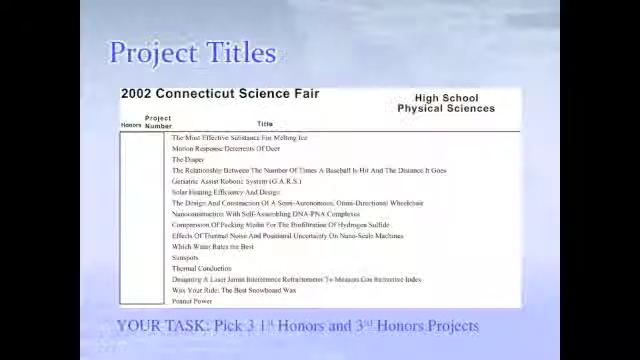 Project Titles
2002 Connecticut Science Fair
High School
Physical Sciences
Honors Project Number Title
The Most Effective Substance For Melting Ice
Motion Response Deterrents Of Deer
The Diaper
The Relationship Between The Number Of Times A Baseball Is Hit And The Distance It Goes
Geriatric Assist Robotic System (G.A.R.S.)
Solar Heating Efficiency And Design
The Design And Construction Of A Semi-Autonomous, Omni-Directional Wheelchair
Nanoconstruction With Self-Assembling DNA-PNA Complexes
Comparison Of Packing Media For The Biofiltration Of Hydrogen Sulfide
Effects Of Thermal Noise And Positional Uncertainty On Nano-Scale Machines
Which Water Rates the Best
Sunspots
Thermal Conduction
Designing A Laser Jamin Interference Refractometer To Measure Gas Refractive Index
Wax Your Ride: The Best Snowboard Wax
Peanut Power
YOUR TASK: Pick 3 1st Honors and 3rd Honors Projects